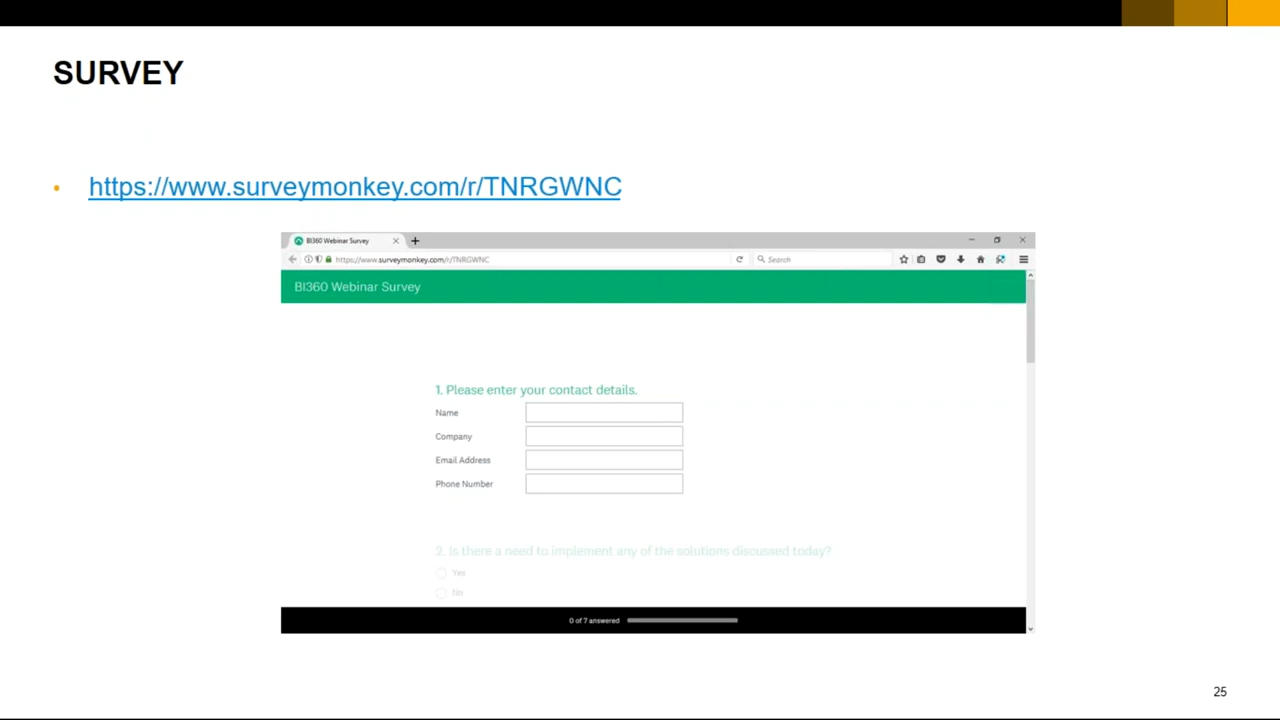 SURVEY
• https://www.surveymonkey.com/r/TNRGWNC
BI360 Webinar Survey
https://www.surveymonkey.com/r/TNRGWNC
Search
BI360 Webinar Survey
1. Please enter your contact details.
Name
Company
Email Address
Phone Number
2. Is there a need to implement any of the solutions discussed today?
Yes
No
0 of 7 answered
25